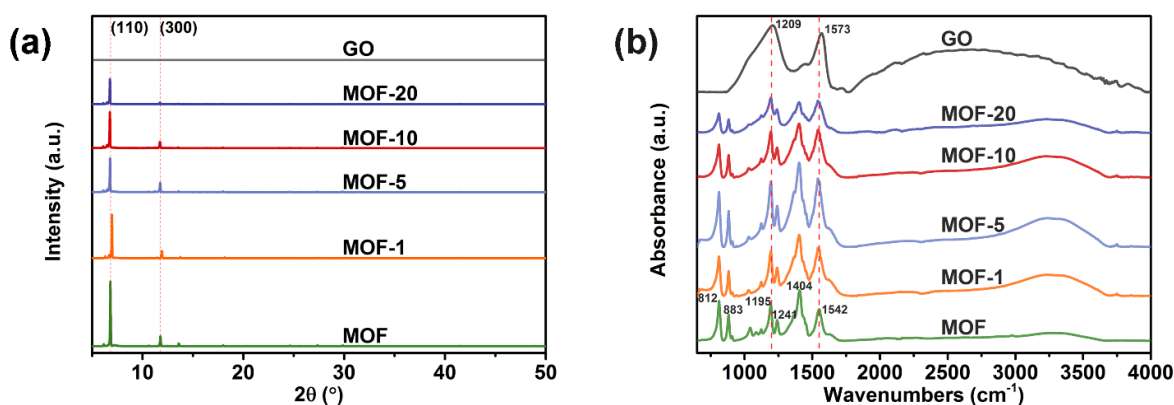 (a)
(110)
(300)
GO
MOF-20
MOF-10
MOF-5
MOF-1
MOF
Intensity (a.u.)
5
10
20
30
40
50
2θ (°)
(b)
1209
1573
GO
MOF-20
MOF-10
MOF-5
MOF-1
MOF
812
883
1195
1241
1404
1542
Absorbance (a.u.)
1000
1500
2000
2500
3000
3500
4000
Wavenumbers (cm⁻¹)